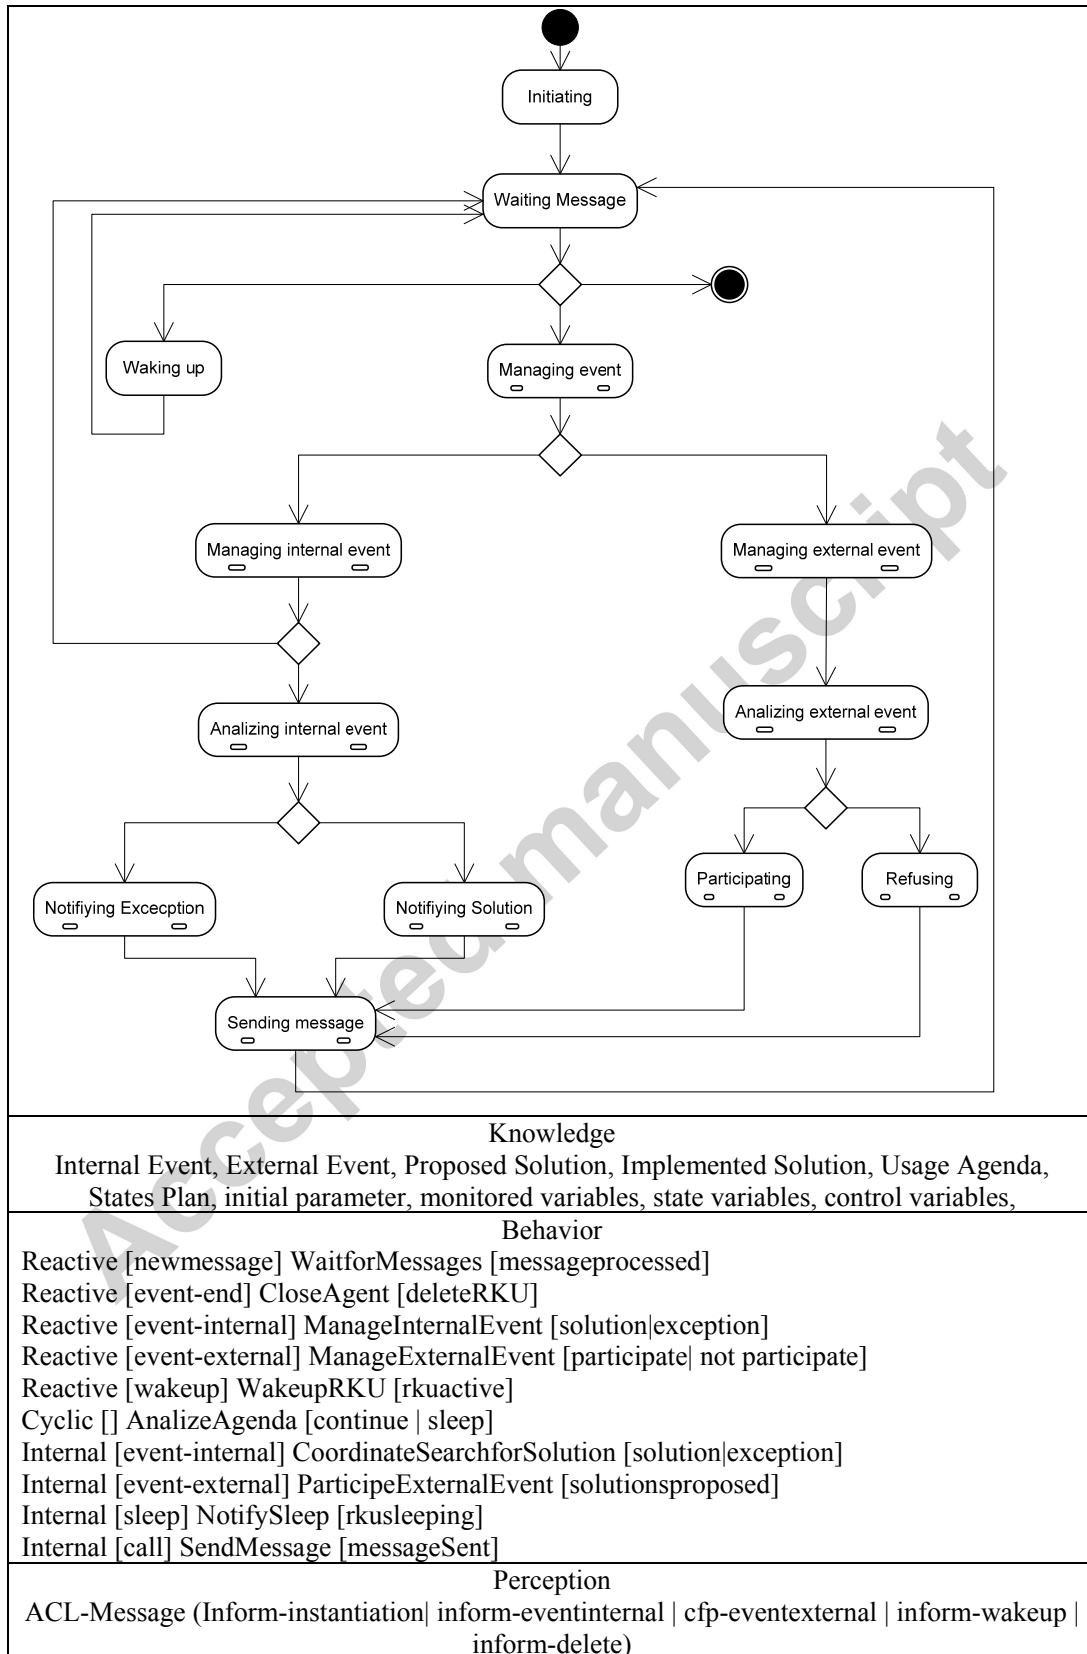 Initiating
Waiting Message
Waking up
Managing event
Managing internal event
Managing external event
Analizing internal event
Analizing external event
Participating
Refusing
Notifiying Excecption
Notifiying Solution
Sending message
Accepted manuscript
Knowledge
Internal Event, External Event, Proposed Solution, Implemented Solution, Usage Agenda,
States Plan, initial parameter, monitored variables, state variables, control variables,
Behavior
Reactive [newmessage] WaitforMessages [messageprocessed]
Reactive [event-end] CloseAgent [deleteRKU]
Reactive [event-internal] ManageInternalEvent [solution|exception]
Reactive [event-external] ManageExternalEvent [participate| not participate]
Reactive [wakeup] WakeupRKU [rkuactive]
Cyclic [] AnalizeAgenda [continue | sleep]
Internal [event-internal] CoordinateSearchforSolution [solution|exception]
Internal [event-external] ParticipeExternalEvent [solutionsproposed]
Internal [sleep] NotifySleep [rkusleeping]
Internal [call] SendMessage [messageSent]
Perception
ACL-Message (Inform-instantiation| inform-eventinternal | cfp-eventexternal | inform-wakeup |
inform-delete)